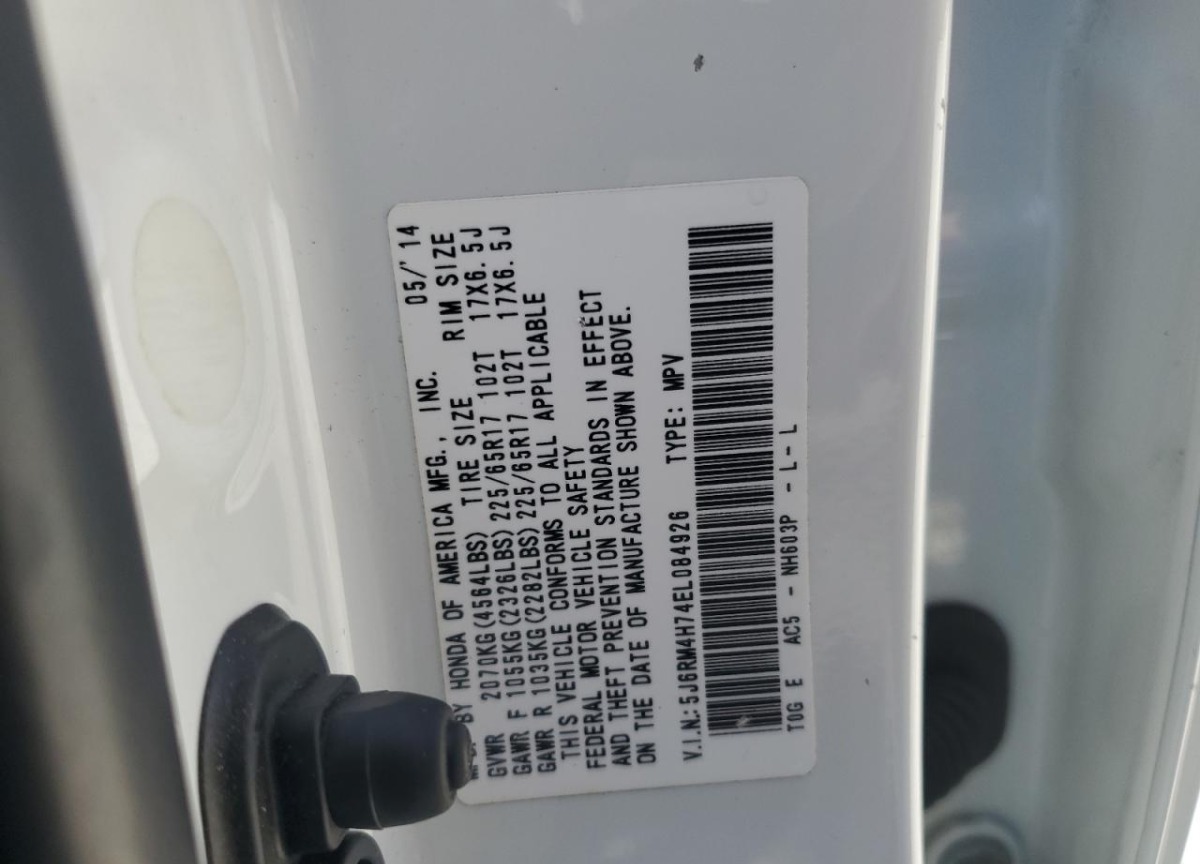 BY HONDA OF AMERICA MFG., INC. 05/'14
GVWR 2070KG(4564LBS) TIRE SIZE RIM SIZE
GAWR F 1055KG(2326LBS) 225/65R17 102T 17X6.5J
GAWR R 1035KG(2282LBS) 225/65R17 102T 17X6.5J
THIS VEHICLE CONFORMS TO ALL APPLICABLE
FEDERAL MOTOR VEHICLE SAFETY
AND THEFT PREVENTION STANDARDS IN EFFECT
ON THE DATE OF MANUFACTURE SHOWN ABOVE.
V.I.N.: 5J6RM4H74EL084926 TYPE: MPV
TOG E AC5 - NH603P - L- L